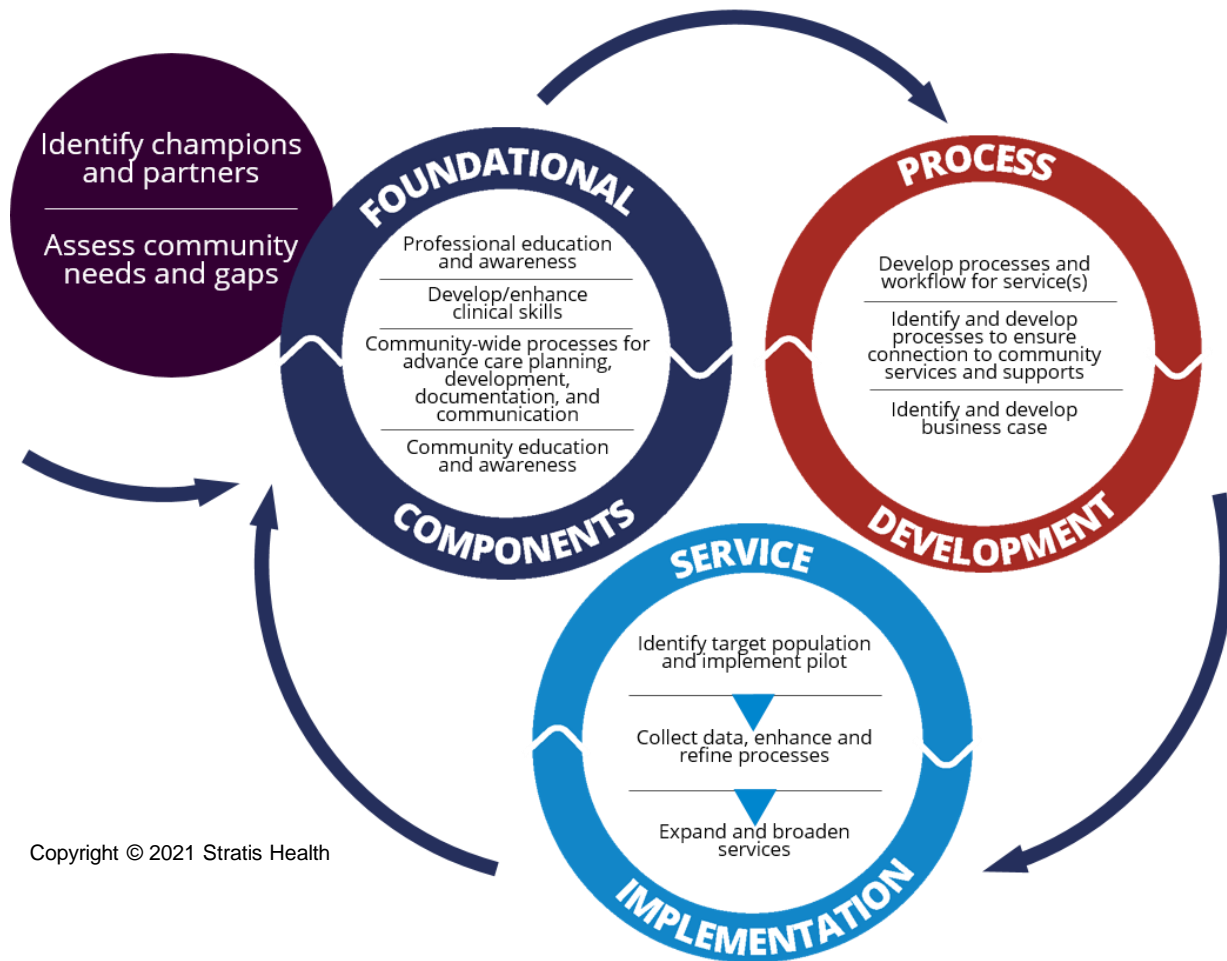 Identify champions
and partners
Assess community
needs and gaps
FOUNDATIONAL
Professional education
and awareness
Develop/enhance
clinical skills
Community-wide processes for
advance care planning,
development,
documentation, and
communication
Community education
and awareness
COMPONENTS
PROCESS
Develop processes and
workflow for service(s)
Identify and develop
processes to ensure
connection to community
services and supports
Identify and develop
business case
DEVELOPMENT
SERVICE
Identify target population
and implement pilot
Collect data, enhance and
refine processes
Expand and broaden
services
IMPLEMENTATION
Copyright © 2021 Stratis Health